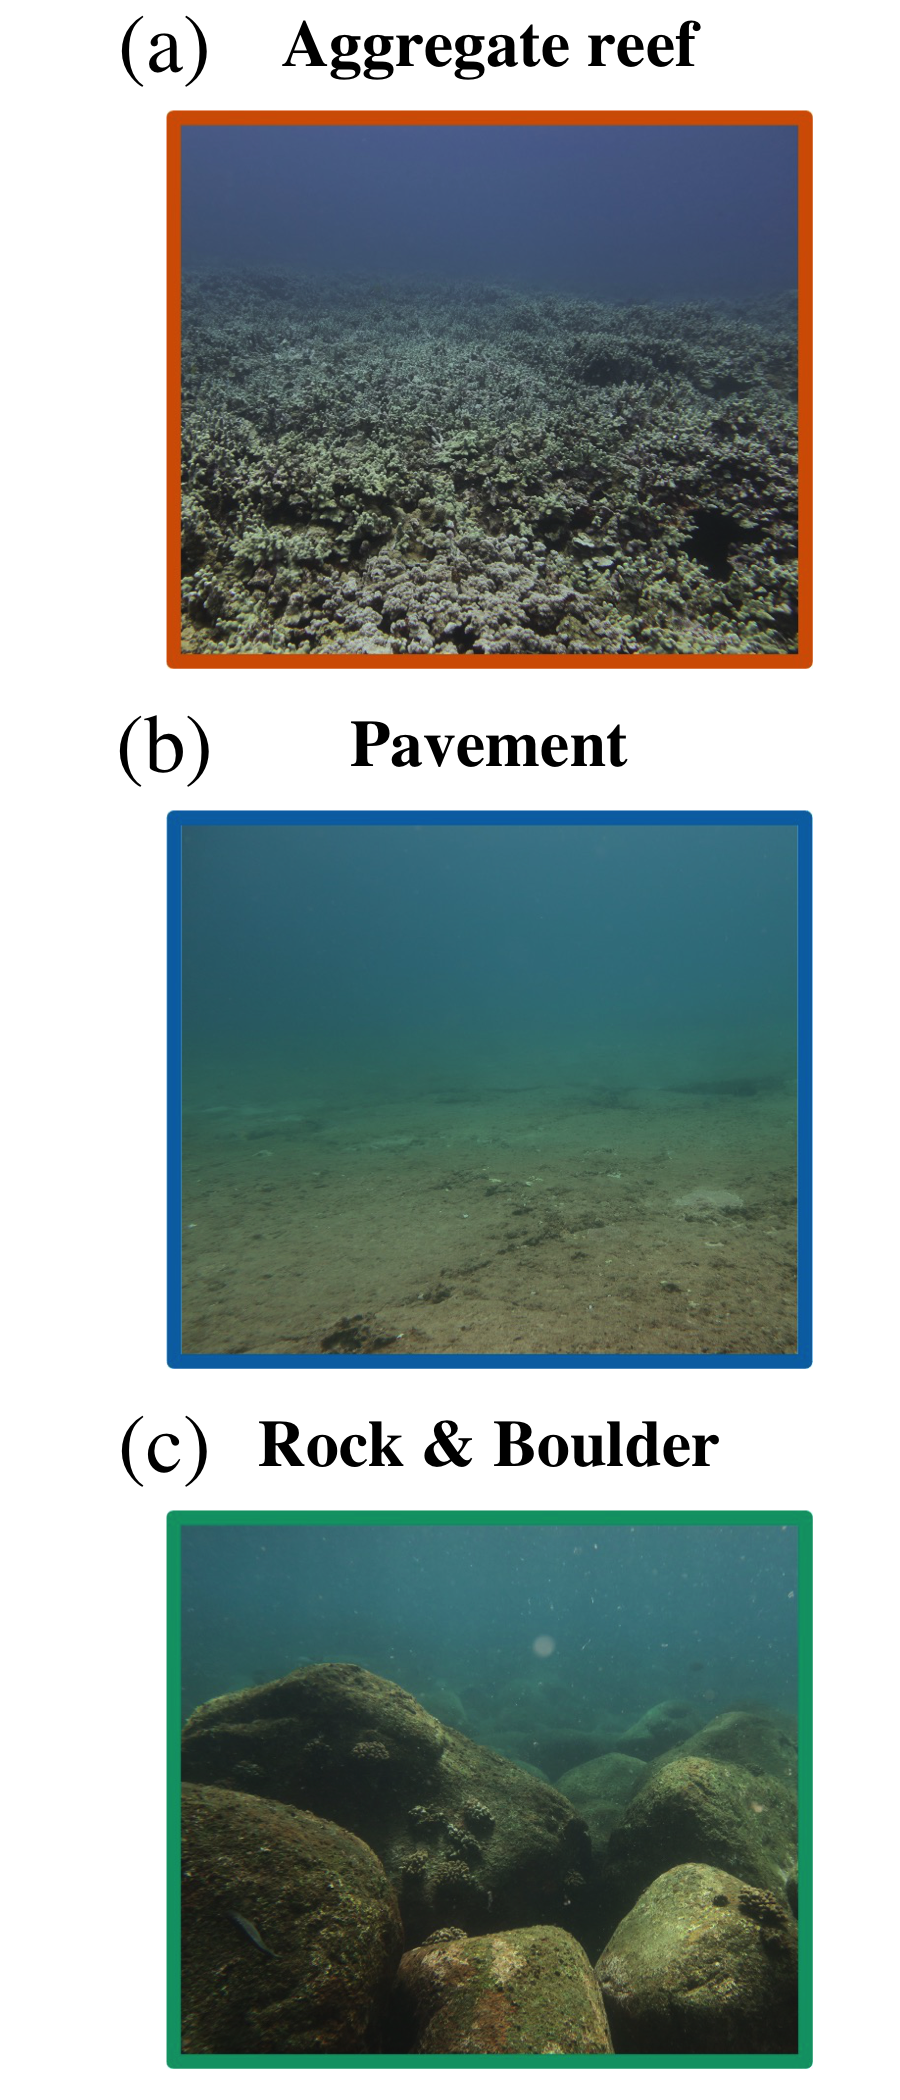 (a) Aggregate reef
(b) Pavement
(c) Rock & Boulder